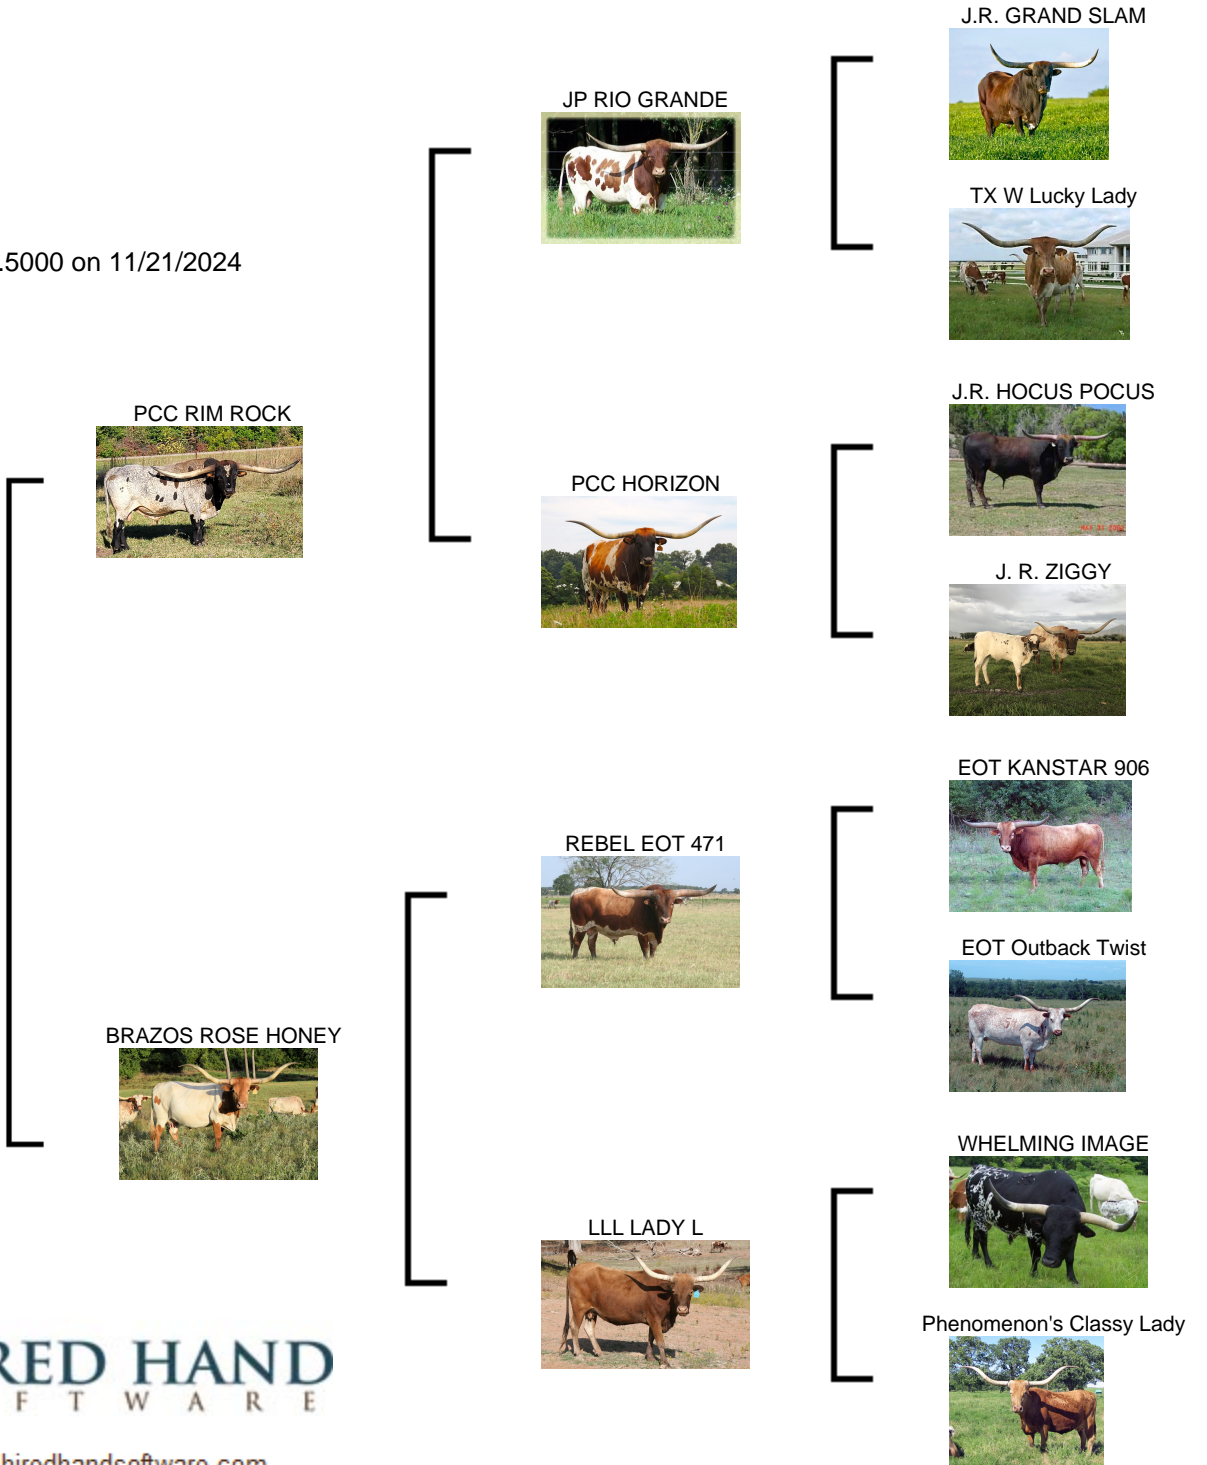 J.R. GRAND SLAM
JP RIO GRANDE
TX W Lucky Lady
.5000 on 11/21/2024
J.R. HOCUS POCUS
PCC RIM ROCK
PCC HORIZON
J. R. ZIGGY
EOT KANSTAR 906
REBEL EOT 471
EOT Outback Twist
BRAZOS ROSE HONEY
WHELMING IMAGE
LLL LADY L
Phenomenon's Classy Lady
RED HAND
F T W A R E
hiredhandsoftware.com